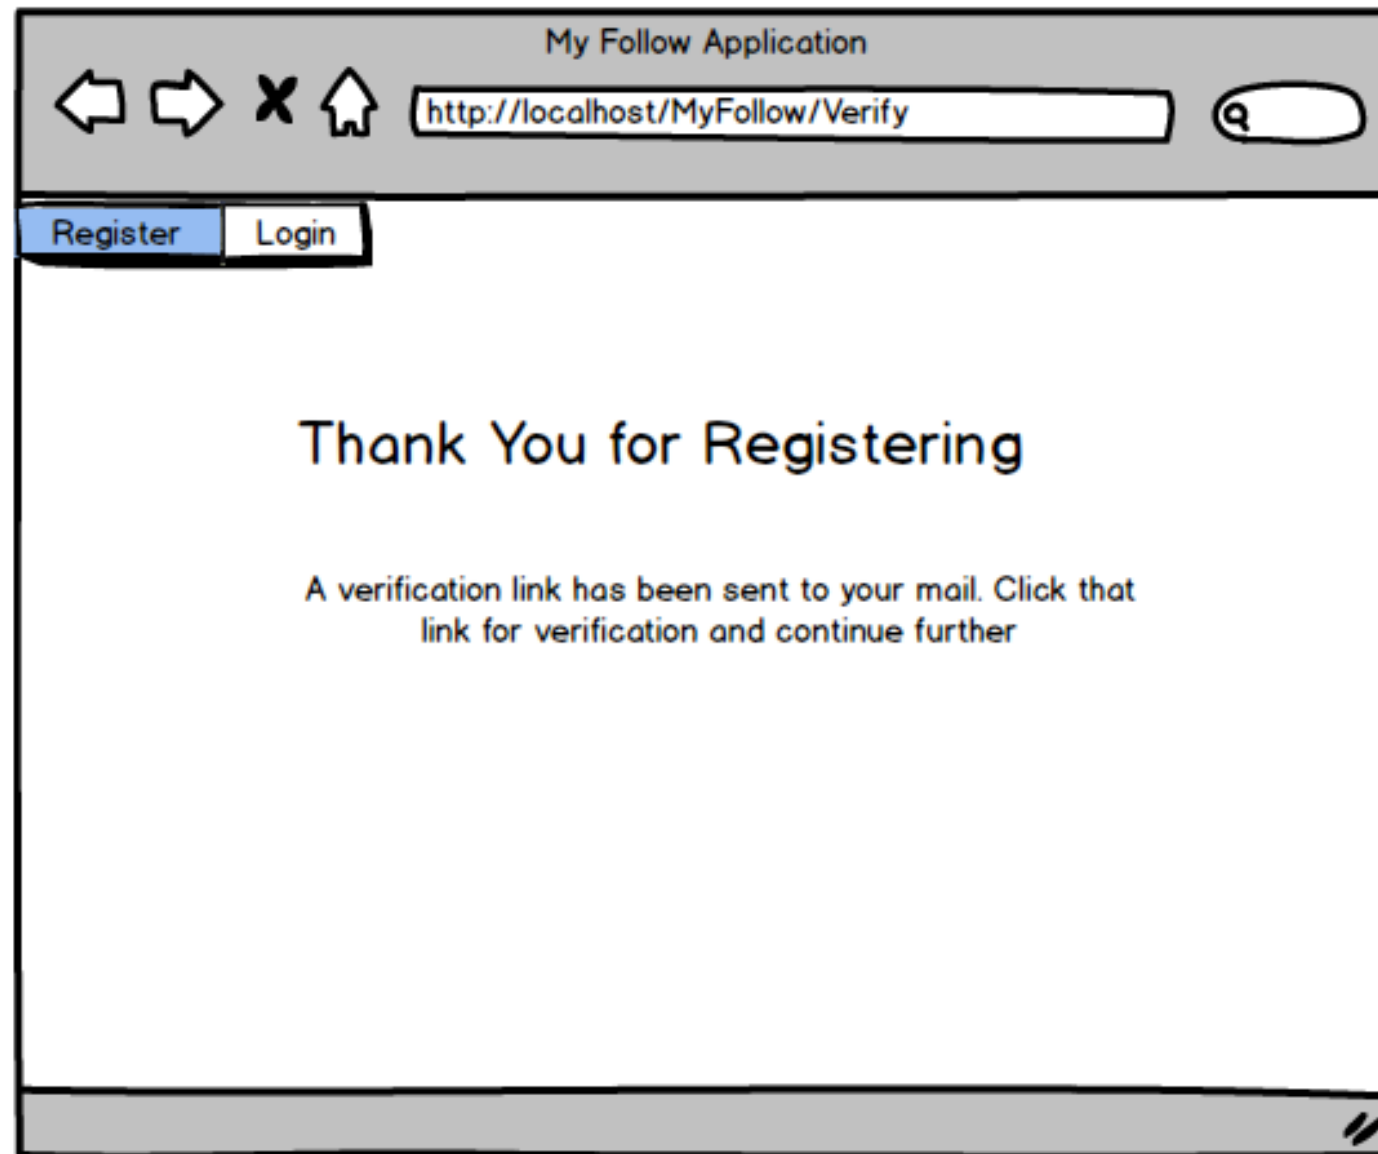 My Follow Application
http://localhost/MyFollow/Verify
Register Login
Thank You for Registering
A verification link has been sent to your mail. Click that
link for verification and continue further